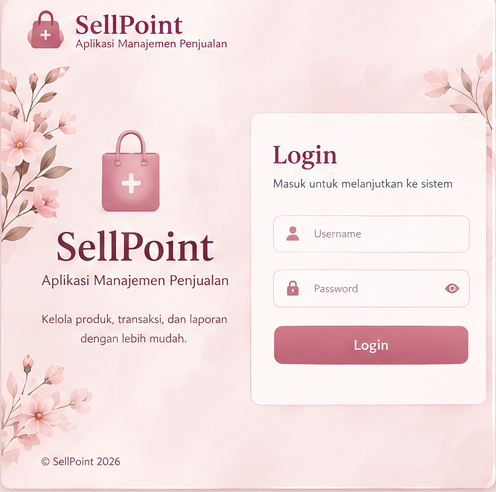 SellPoint
Aplikasi Manajemen Penjualan
SellPoint
Aplikasi Manajemen Penjualan
Kelola produk, transaksi, dan laporan
dengan lebih mudah.
Login
Masuk untuk melanjutkan ke sistem
Username
Password
Login
© SellPoint 2026